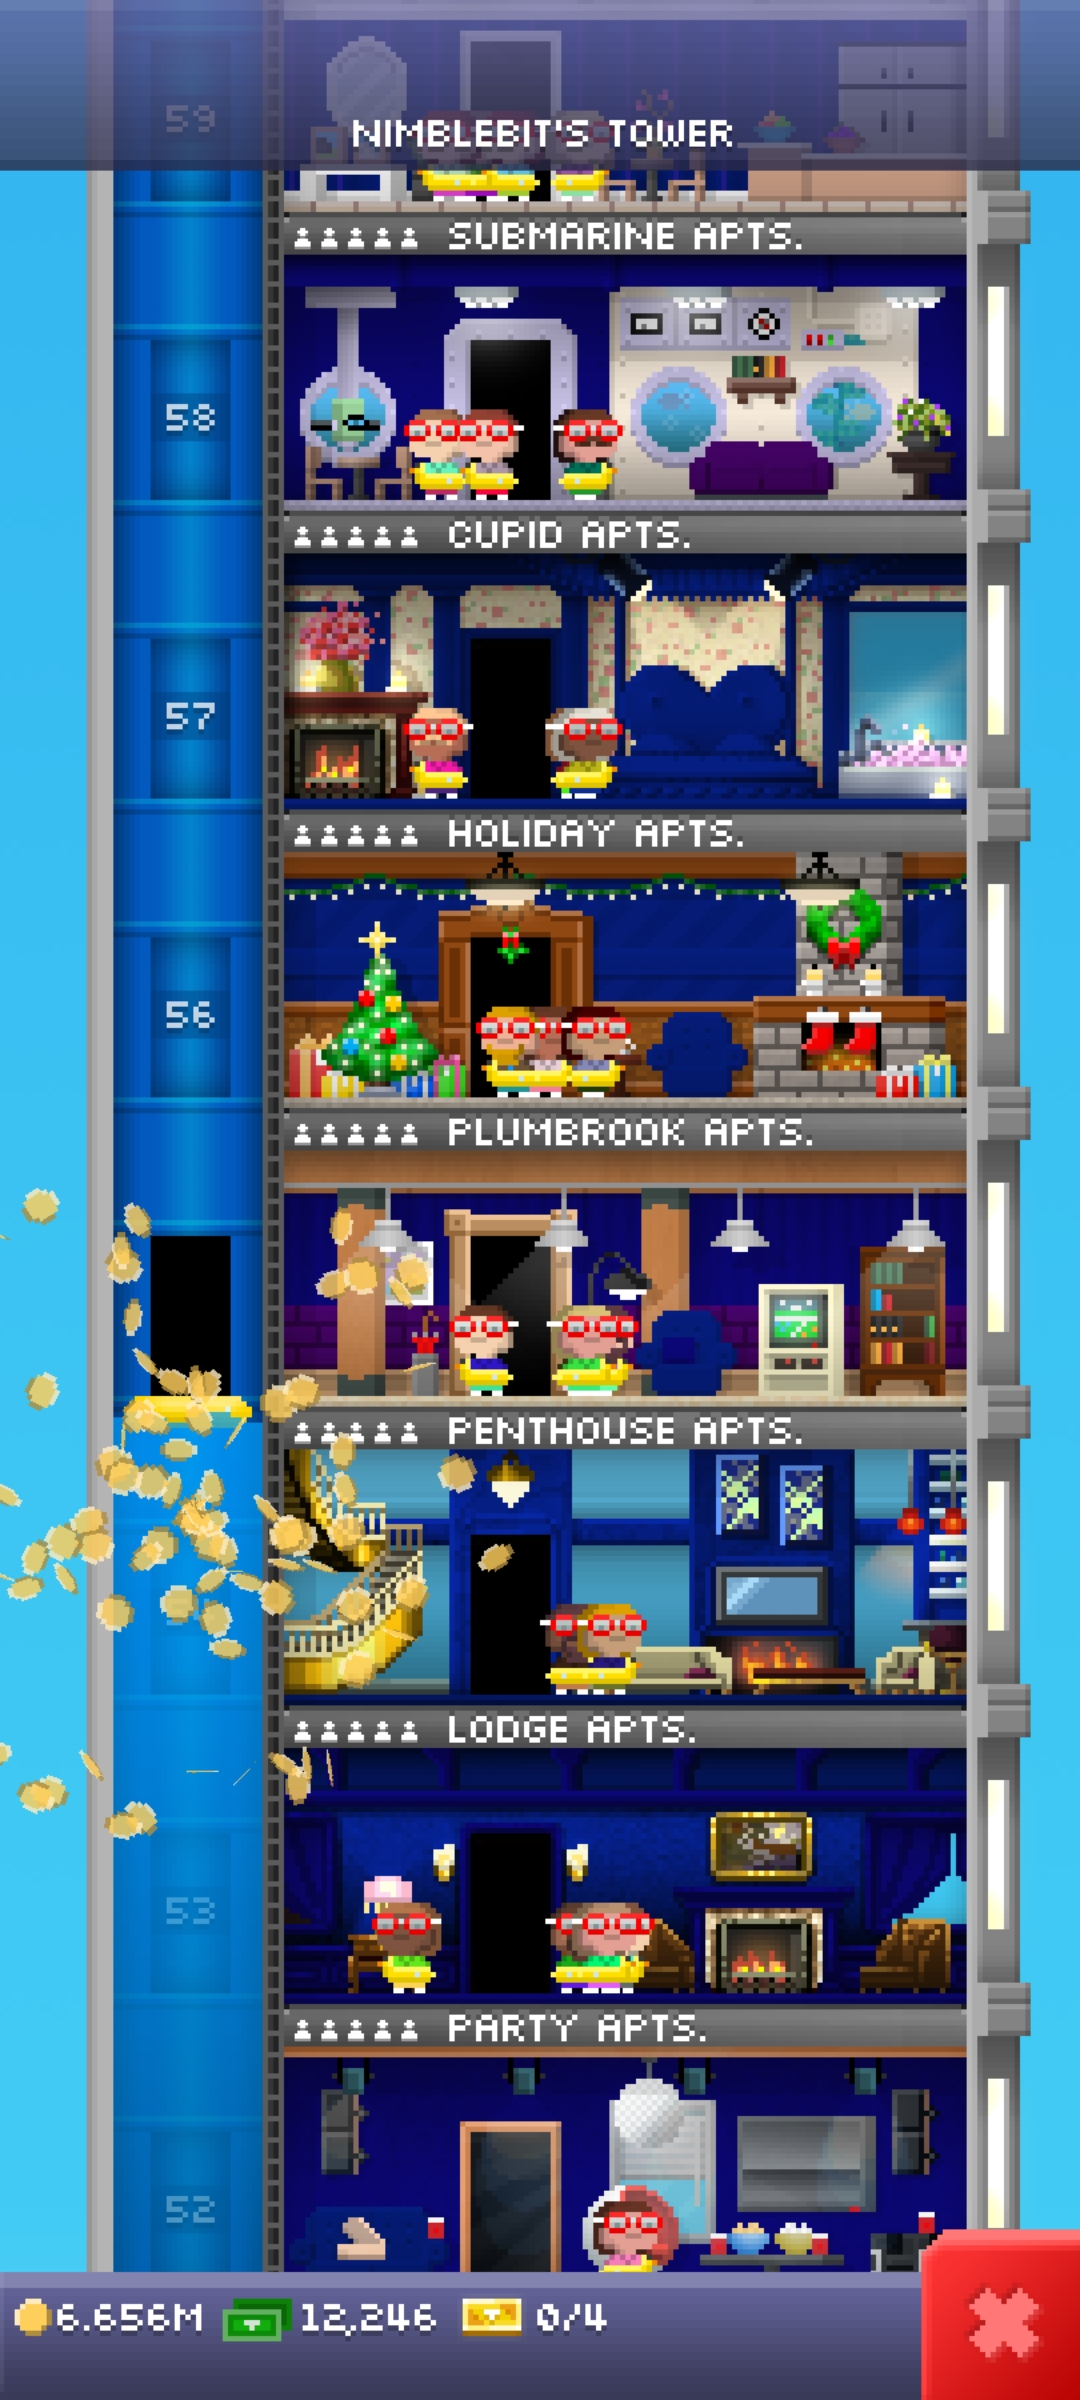 59
NIMBLEBIT'S TOWER
SUBMARINE APTS.
58
CUPID APTS.
57
HOLIDAY APTS.
56
PLUMBROOK APTS.
PENTHOUSE APTS.
LODGE APTS.
53
PARTY APTS.
52
6.656M 12,246 0/4